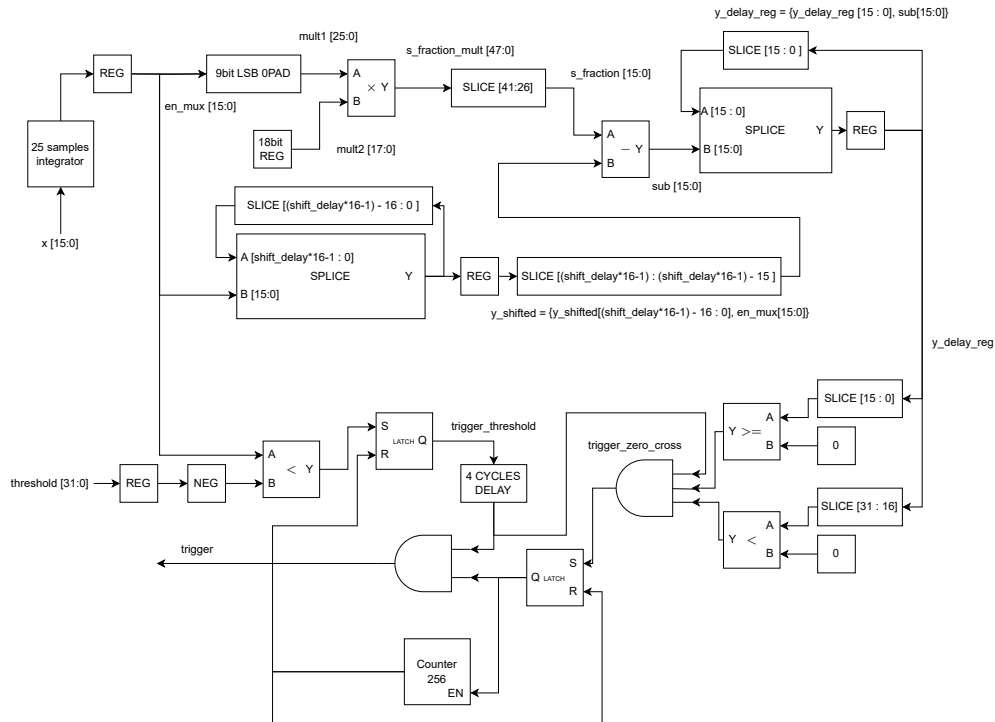 y_delay_reg = {y_delay_reg [15 : 0], sub[15:0]}
mult1 [25:0]
s_fraction_mult [47:0]
SLICE [15 : 0 ]
REG
9bit LSB 0PAD
A
× Y
B
SLICE [41:26]
s_fraction [15:0]
en_mux [15:0]
A [15 : 0]
SPLICE
Y
B [15:0]
REG
25 samples
integrator
18bit
REG
mult2 [17:0]
A
− Y
B
sub [15:0]
x [15:0]
SLICE [(shift_delay*16-1) - 16 : 0 ]
A [shift_delay*16-1 : 0]
SPLICE
Y
B [15:0]
REG
SLICE [(shift_delay*16-1) : (shift_delay*16-1) - 15 ]
y_shifted = {y_shifted[(shift_delay*16-1) - 16 : 0], en_mux[15:0]}
y_delay_reg
SLICE [15 : 0]
A
Y >=
B
0
S
LATCH Q
R
trigger_threshold
trigger_zero_cross
A
< Y
B
threshold [31:0]
REG
NEG
4 CYCLES
DELAY
SLICE [31 : 16]
A
Y <
B
0
trigger
S
Q LATCH
R
Counter
256
EN